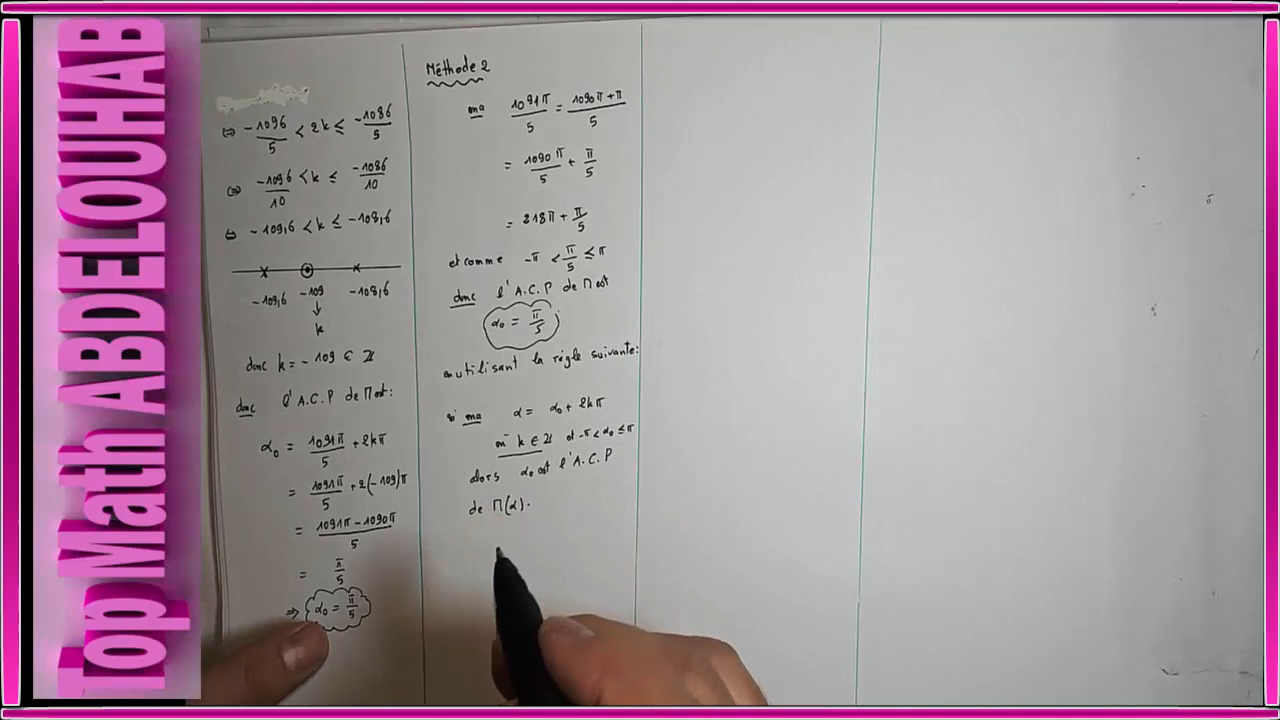 Top Math ABDELOUHAB
⇔ -1096/5 < 2k ≤ -1086/5
⇔ -1096/10 < k ≤ -1086/10
⇔ -109,6 < k ≤ -108,6
-109,6 -109 -108,6
↓
k
donc k = -109 ∈ ℤ
donc l'A.C.P de M est:
α₀ = 1091π/5 + 2kπ
= 1091π/5 + 2(-109)π
= 1091π - 1090π/5
= π/5
⇒ α₀ = π/5
Méthode 2
ma 1091π/5 = 1090π + π/5
= 1090π/5 + π/5
= 218π + π/5
et comme -π < π/5 ≤ π
donc l'A.C.P de M est
α₀ = π/5
en utilisant la règle suivante:
si ma α = α₀ + 2kπ
m̄ k ∈ ℤ et -π < α₀ ≤ π
alors α₀ est l'A.C.P
de M(α).
π